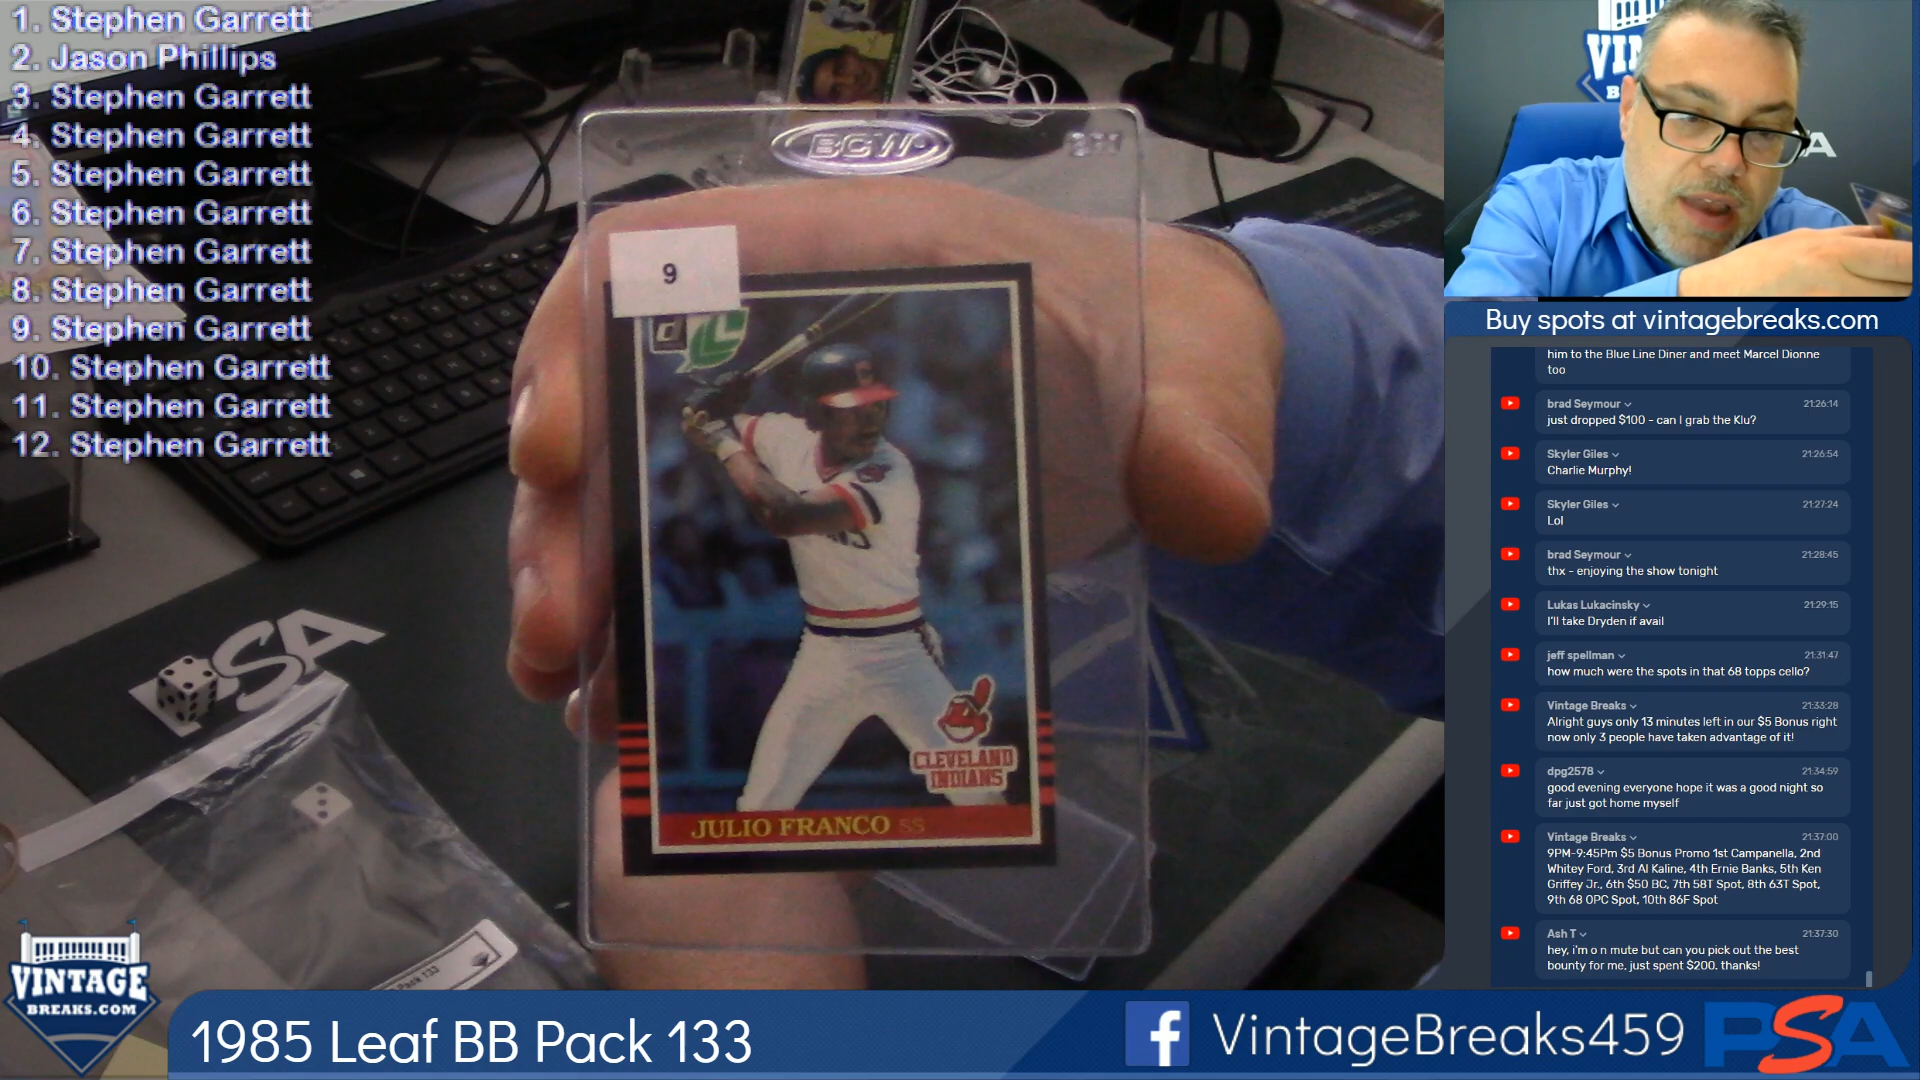 1. Stephen Garrett
2. Jason Phillips
3. Stephen Garrett
4. Stephen Garrett
5. Stephen Garrett
6. Stephen Garrett
7. Stephen Garrett
8. Stephen Garrett
9. Stephen Garrett
10. Stephen Garrett
11. Stephen Garrett
12. Stephen Garrett
BCW
9
JULIO FRANCO SS
CLEVELAND
INDIANS
PSA
Pack 133
VINTAGE
BREAKS.COM
1985 Leaf BB Pack 133
VintageBreaks459
PSA
Buy spots at vintagebreaks.com
him to the Blue Line Diner and meet Marcel Dionne
too
brad Seymour 21:26:14
just dropped $100 - can I grab the Klu?
Skyler Giles 21:26:54
Charlie Murphy!
Skyler Giles 21:27:24
Lol
brad Seymour 21:28:45
thx - enjoying the show tonight
Lukas Lukacinsky 21:29:15
I'll take Dryden if avail
jeff spellman 21:31:47
how much were the spots in that 68 topps cello?
Vintage Breaks 21:33:28
Alright guys only 13 minutes left in our $5 Bonus right
now only 3 people have taken advantage of it!
dpg2578 21:34:59
good evening everyone hope it was a good night so
far just got home myself
Vintage Breaks 21:37:00
9PM-9:45Pm $5 Bonus Promo 1st Campanella, 2nd
Whitey Ford, 3rd Al Kaline, 4th Ernie Banks, 5th Ken
Griffey Jr., 6th $50 BC, 7th 58T Spot, 8th 63T Spot,
9th 68 OPC Spot, 10th 86F Spot
Ash T 21:37:30
hey, i'm o n mute but can you pick out the best
bounty for me. just spent $200. thanks!